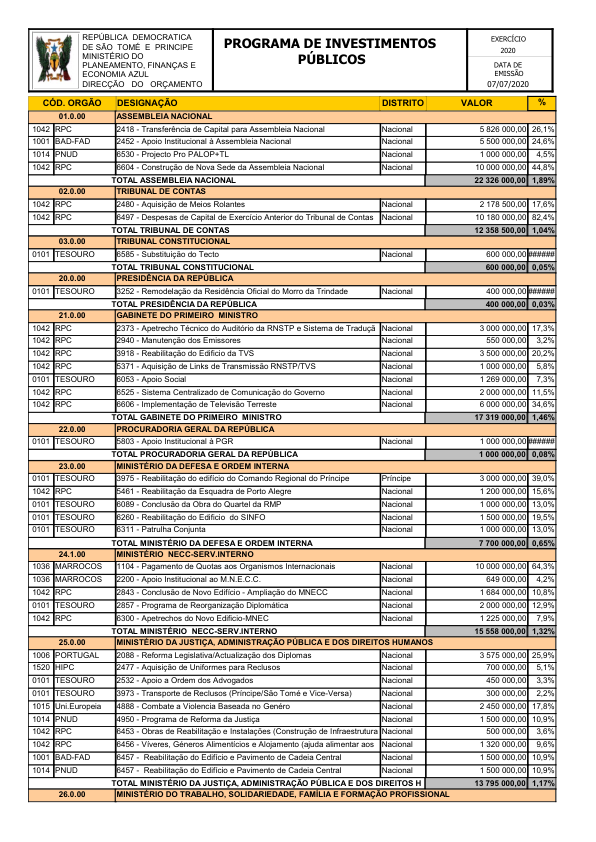 REPÚBLICA DEMOCRATICA
DE SÃO TOMÉ E PRINCIPE
MINISTÉRIO DO
PLANEAMENTO, FINANÇAS E
ECONOMIA AZUL
DIRECÇÃO DO ORÇAMENTO
PROGRAMA DE INVESTIMENTOS
PÚBLICOS
EXERCÍCIO
2020
DATA DE
EMISSÃO
07/07/2020
CÓD. ORGÃO DESIGNAÇÃO DISTRITO VALOR %
01.0.00 ASSEMBLEIA NACIONAL
1042 RPC 2418 - Transferência de Capital para Assembleia Nacional Nacional 5 826 000,00 26,1%
1001 BAD-FAD 2452 - Apoio Institucional á Assembleia Nacional Nacional 5 500 000,00 24,6%
1014 PNUD 6530 - Projecto Pro PALOP+TL Nacional 1 000 000,00 4,5%
1042 RPC 6604 - Construção de Nova Sede da Assembleia Nacional Nacional 10 000 000,00 44,8%
TOTAL ASSEMBLEIA NACIONAL 22 326 000,00 1,89%
02.0.00 TRIBUNAL DE CONTAS
1042 RPC 2480 - Aquisição de Meios Rolantes Nacional 2 178 500,00 17,6%
1042 RPC 6497 - Despesas de Capital de Exercício Anterior do Tribunal de Contas Nacional 10 180 000,00 82,4%
TOTAL TRIBUNAL DE CONTAS 12 358 500,00 1,04%
03.0.00 TRIBUNAL CONSTITUCIONAL
0101 TESOURO 6585 - Substituição do Tecto Nacional 600 000,00 ######
TOTAL TRIBUNAL CONSTITUCIONAL 600 000,00 0,05%
20.0.00 PRESIDÊNCIA DA REPÚBLICA
0101 TESOURO 3252 - Remodelação da Residência Oficial do Morro da Trindade Nacional 400 000,00 ######
TOTAL PRESIDÊNCIA DA REPÚBLICA 400 000,00 0,03%
21.0.00 GABINETE DO PRIMEIRO MINISTRO
1042 RPC 2373 - Apetrecho Técnico do Auditório da RNSTP e Sistema de Traduçã Nacional 3 000 000,00 17,3%
1042 RPC 2940 - Manutenção dos Emissores Nacional 550 000,00 3,2%
1042 RPC 3918 - Reabilitação do Edificio da TVS Nacional 3 500 000,00 20,2%
1042 RPC 5371 - Aquisição de Links de Transmissão RNSTP/TVS Nacional 1 000 000,00 5,8%
0101 TESOURO 6053 - Apoio Social Nacional 1 269 000,00 7,3%
1042 RPC 6525 - Sistema Centralizado de Comunicação do Governo Nacional 2 000 000,00 11,5%
1042 RPC 6606 - Implementação de Televisão Terreste Nacional 6 000 000,00 34,6%
TOTAL GABINETE DO PRIMEIRO MINISTRO 17 319 000,00 1,46%
22.0.00 PROCURADORIA GERAL DA REPÚBLICA
0101 TESOURO 5803 - Apoio Institucional á PGR Nacional 1 000 000,00 ######
TOTAL PROCURADORIA GERAL DA REPÚBLICA 1 000 000,00 0,08%
23.0.00 MINISTÉRIO DA DEFESA E ORDEM INTERNA
0101 TESOURO 3975 - Reabilitação do edifício do Comando Regional do Príncipe Príncipe 3 000 000,00 39,0%
1042 RPC 5461 - Reabilitação da Esquadra de Porto Alegre Nacional 1 200 000,00 15,6%
0101 TESOURO 6089 - Conclusão da Obra do Quartel da RMP Nacional 1 000 000,00 13,0%
0101 TESOURO 6260 - Reabilitação do Edificio do SINFO Nacional 1 500 000,00 19,5%
0101 TESOURO 6311 - Patrulha Conjunta Nacional 1 000 000,00 13,0%
TOTAL MINISTÉRIO DA DEFESA E ORDEM INTERNA 7 700 000,00 0,65%
24.1.00 MINISTÉRIO NECC-SERV.INTERNO
1036 MARROCOS 1104 - Pagamento de Quotas aos Organismos Internacionais Nacional 10 000 000,00 64,3%
1036 MARROCOS 2200 - Apoio Institucional ao M.N.E.C.C. Nacional 649 000,00 4,2%
1042 RPC 2843 - Conclusão de Novo Edifício - Ampliação do MNECC Nacional 1 684 000,00 10,8%
0101 TESOURO 2857 - Programa de Reorganização Diplomática Nacional 2 000 000,00 12,9%
1042 RPC 6300 - Apetrechos do Novo Edificio-MNEC Nacional 1 225 000,00 7,9%
TOTAL MINISTÉRIO NECC-SERV.INTERNO 15 558 000,00 1,32%
25.0.00 MINISTÉRIO DA JUSTIÇA, ADMINISTRAÇÃO PÚBLICA E DOS DIREITOS HUMANOS
1006 PORTUGAL 2088 - Reforma Legislativa/Actualização dos Diplomas Nacional 3 575 000,00 25,9%
1520 HIPC 2477 - Aquisição de Uniformes para Reclusos Nacional 700 000,00 5,1%
0101 TESOURO 2532 - Apoio a Ordem dos Advogados Nacional 450 000,00 3,3%
0101 TESOURO 3973 - Transporte de Reclusos (Príncipe/São Tomé e Vice-Versa) Nacional 300 000,00 2,2%
1015 Uni.Europeia 4888 - Combate a Violencia Baseada no Genéro Nacional 2 450 000,00 17,8%
1014 PNUD 4950 - Programa de Reforma da Justiça Nacional 1 500 000,00 10,9%
1042 RPC 6453 - Obras de Reabilitação e Instalações (Construção de Infraestrutura Nacional 500 000,00 3,6%
1042 RPC 6456 - Víveres, Géneros Alimentícios e Alojamento (ajuda alimentar aos Nacional 1 320 000,00 9,6%
1001 BAD-FAD 6457 - Reabilitação do Edifício e Pavimento de Cadeia Central Nacional 1 500 000,00 10,9%
1014 PNUD 6457 - Reabilitação do Edifício e Pavimento de Cadeia Central Nacional 1 500 000,00 10,9%
TOTAL MINISTÉRIO DA JUSTIÇA, ADMINISTRAÇÃO PÚBLICA E DOS DIREITOS H 13 795 000,00 1,17%
26.0.00 MINISTÉRIO DO TRABALHO, SOLIDARIEDADE, FAMÍLIA E FORMAÇÃO PROFISSIONAL